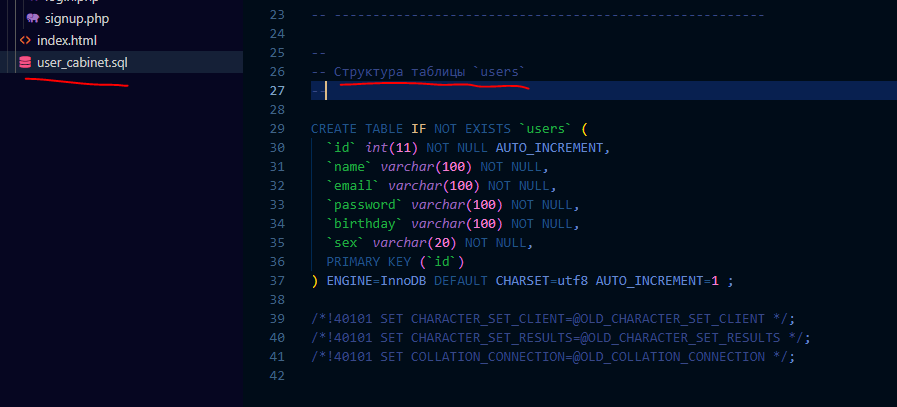 signup.php
index.html
user_cabinet.sql
23 -- --------------------------------------------------------
24
25 --
26 -- Структура таблицы `users`
27 --
28
29 CREATE TABLE IF NOT EXISTS `users` (
30 `id` int(11) NOT NULL AUTO_INCREMENT,
31 `name` varchar(100) NOT NULL,
32 `email` varchar(100) NOT NULL,
33 `password` varchar(100) NOT NULL,
34 `birthday` varchar(100) NOT NULL,
35 `sex` varchar(20) NOT NULL,
36 PRIMARY KEY (`id`)
37 ) ENGINE=InnoDB DEFAULT CHARSET=utf8 AUTO_INCREMENT=1 ;
38
39 /*!40101 SET CHARACTER_SET_CLIENT=@OLD_CHARACTER_SET_CLIENT */;
40 /*!40101 SET CHARACTER_SET_RESULTS=@OLD_CHARACTER_SET_RESULTS */;
41 /*!40101 SET COLLATION_CONNECTION=@OLD_COLLATION_CONNECTION */;
42